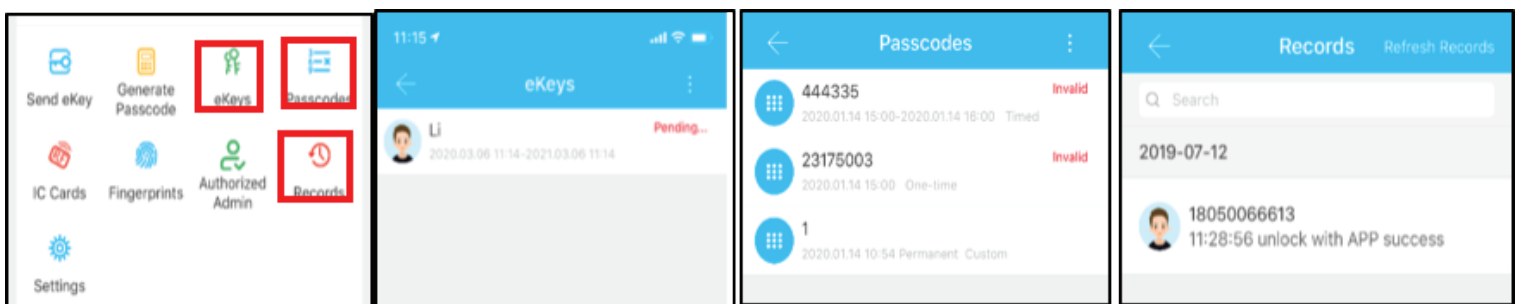 Send eKey
Generate
Passcode
eKeys
Passcodes
IC Cards
Fingerprints
Authorized
Admin
Records
Settings
11:15
eKeys
Li
Pending...
2020.03.06 11:14-2021.03.06 11:14
Passcodes
444335
Invalid
2020.01.14 15:00-2020.01.14 16:00 Timed
23175003
Invalid
2020.01.14 15:00 One-time
1
2020.01.14 10:54 Permanent Custom
Records
Refresh Records
Search
2019-07-12
18050066613
11:28:56 unlock with APP success